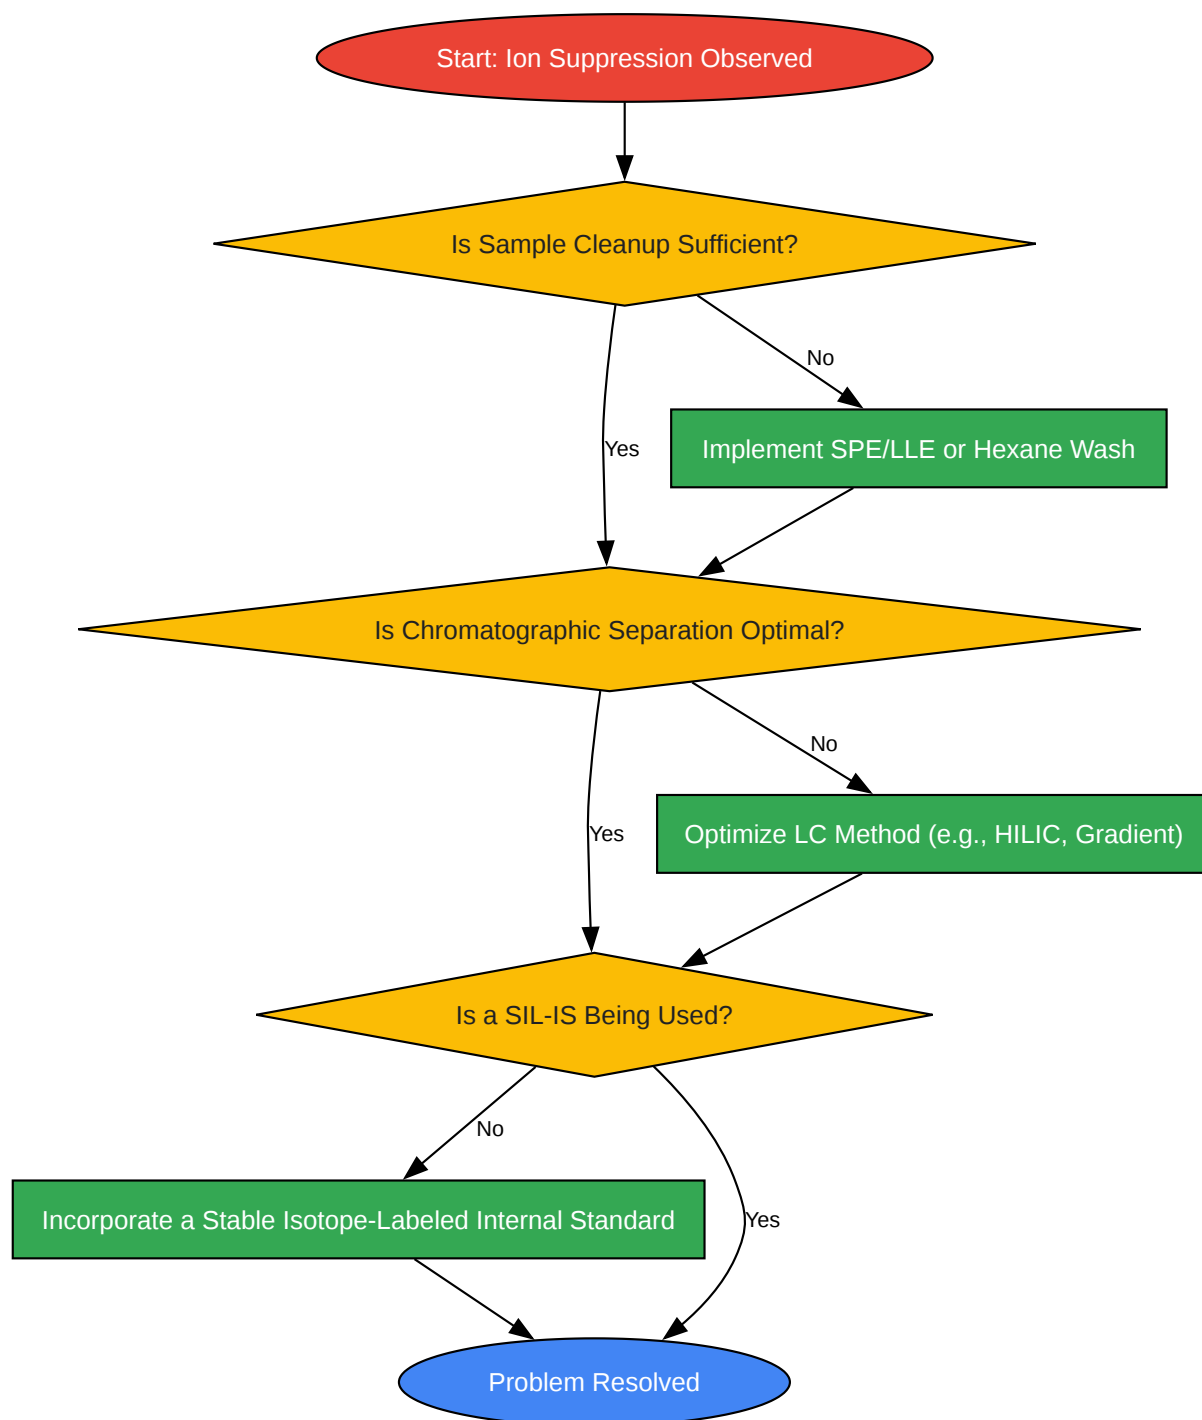 Start: Ion Suppression Observed
Is Sample Cleanup Sufficient?
No
Yes
Implement SPE/LLE or Hexane Wash
Is Chromatographic Separation Optimal?
No
Yes
Optimize LC Method (e.g., HILIC, Gradient)
Is a SIL-IS Being Used?
No
Incorporate a Stable Isotope-Labeled Internal Standard
Yes
Problem Resolved